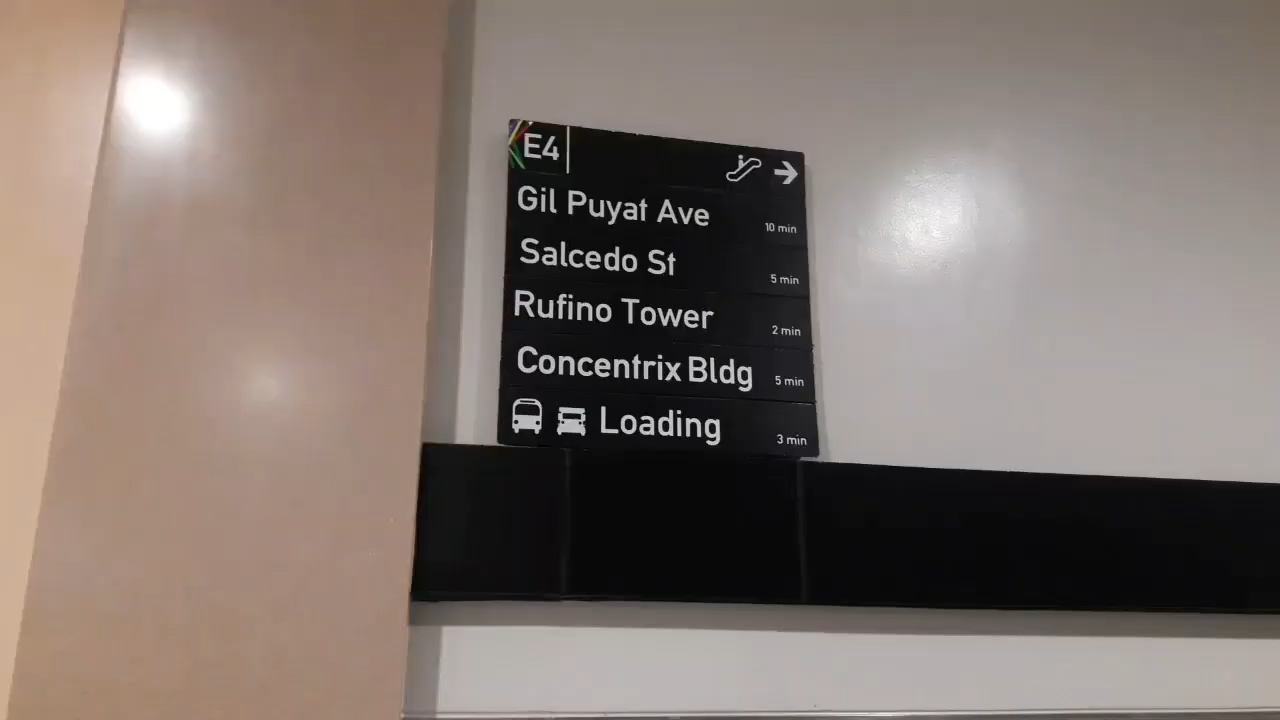 E4
Gil Puyat Ave 10 min
Salcedo St 5 min
Rufino Tower 2 min
Concentrix Bldg 5 min
Loading 3 min